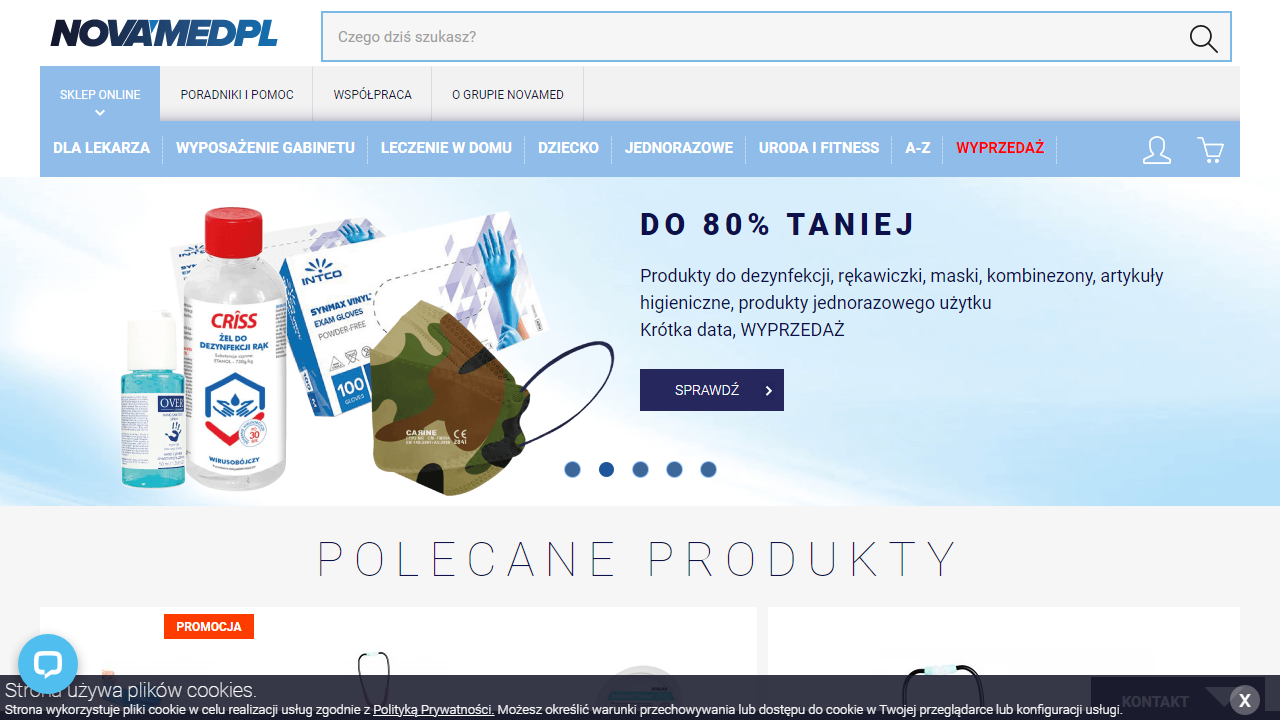 NOVAMEDPL
Czego dziś szukasz?
SKLEP ONLINE
PORADNIKI I POMOC
WSPÓŁPRACA
O GRUPIE NOVAMED
DLA LEKARZA
WYPOSAŻENIE GABINETU
LECZENIE W DOMU
DZIECKO
JEDNORAZOWE
URODA I FITNESS
A-Z
WYPRZEDAŻ
DO 80% TANIEJ
Produkty do dezynfekcji, rękawiczki, maski, kombinezony, artykuły
higieniczne, produkty jednorazowego użytku
Krótka data, WYPRZEDAŻ
SPRAWDŹ
INTCO
SYNMAX VINYL
EXAM GLOVES
POWDER-FREE
100
GLOVES
CRISS
ŻEL DO
DEZYNFEKCJI RĄK
WIRUSOBÓJCZY
OVER
CARINE
CE
2841
POLECANE PRODUKTY
PROMOCJA
KONTAKT
Strona używa plików cookies.
X
Strona wykorzystuje pliki cookie w celu realizacji usług zgodnie z Polityką Prywatności. Możesz określić warunki przechowywania lub dostępu do cookie w Twojej przeglądarce lub konfiguracji usługi.